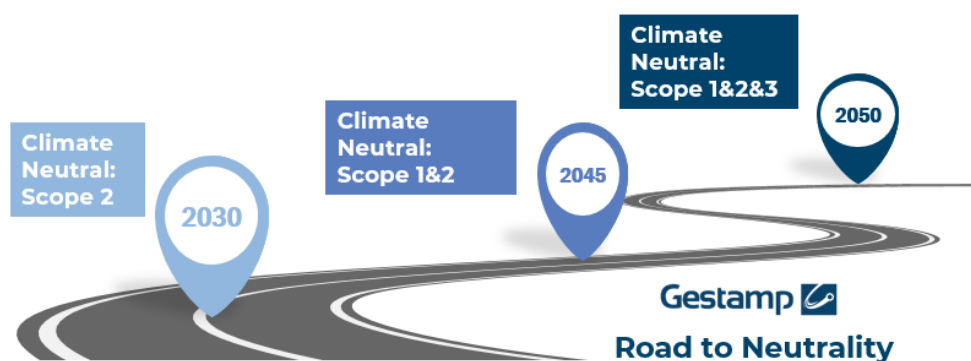 Climate
Neutral:
Scope 2
2030
Climate
Neutral:
Scope 1&2
2045
Climate
Neutral:
Scope 1&2&3
2050
Gestamp
Road to Neutrality